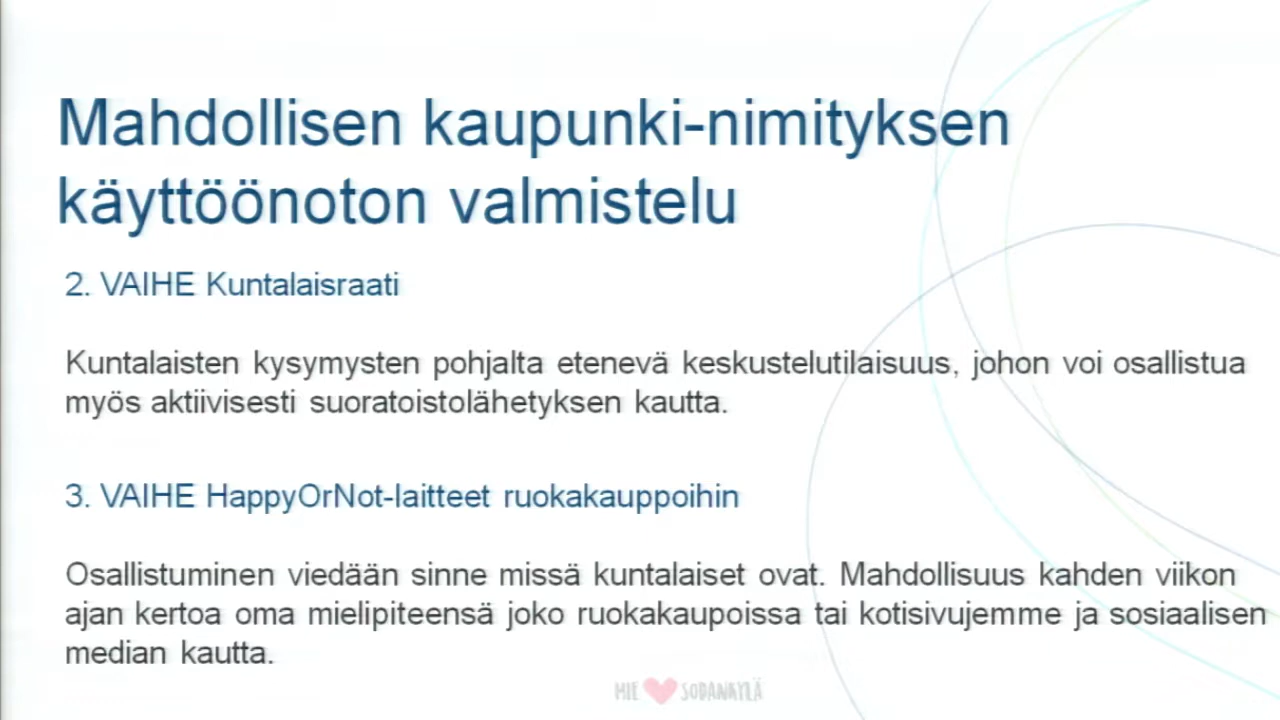 Mahdollisen kaupunki-nimityksen
käyttöönoton valmistelu
2. VAIHE Kuntalaisraati
Kuntalaisten kysymysten pohjalta etenevä keskustelutilaisuus, johon voi osallistua
myös aktiivisesti suoratoistolähetyksen kautta.
3. VAIHE HappyOrNot-laitteet ruokakauppoihin
Osallistuminen viedään sinne missä kuntalaiset ovat. Mahdollisuus kahden viikon
ajan kertoa oma mielipiteensä joko ruokakaupoissa tai kotisivujemme ja sosiaalisen
median kautta.
MIE SODANKYLÄ